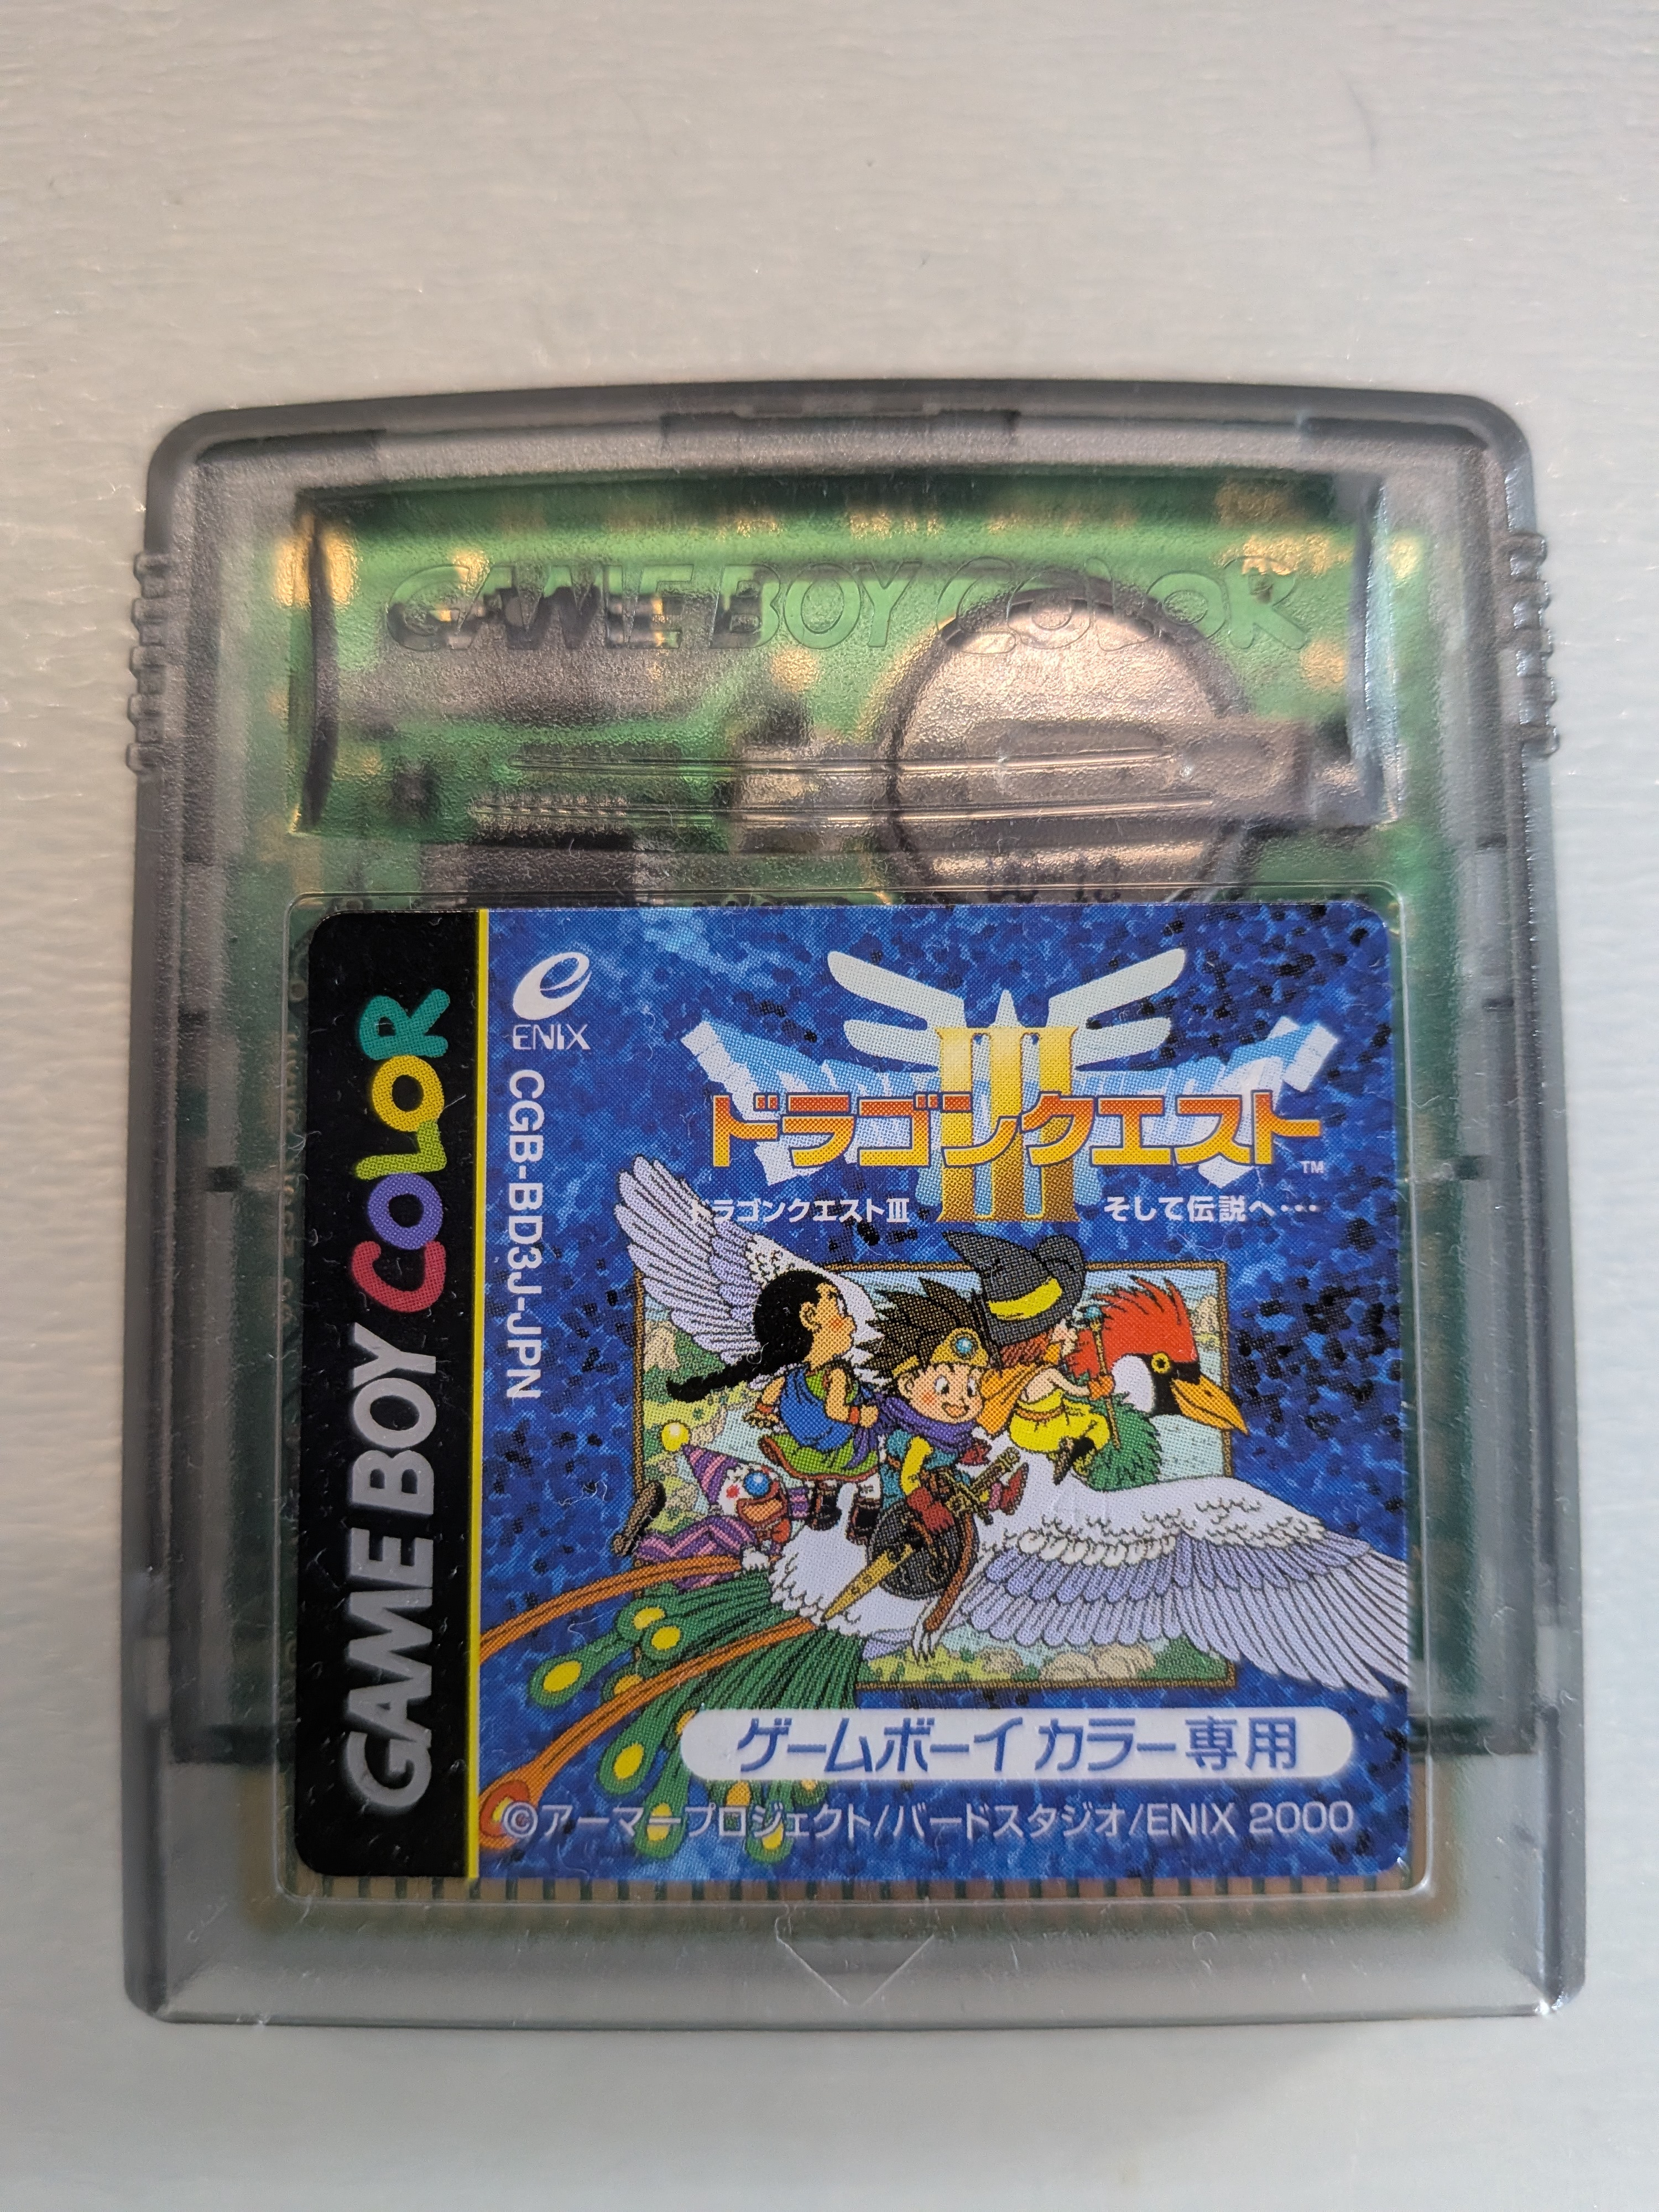 GAME BOY COLOR
GAME BOY COLOR
ENIX
CGB-BD3J-JPN
III
ドラゴンクエスト
TM
ドラゴンクエストIII そして伝説へ…
ゲームボーイカラー専用
©アーマープロジェクト/バードスタジオ/ENIX 2000